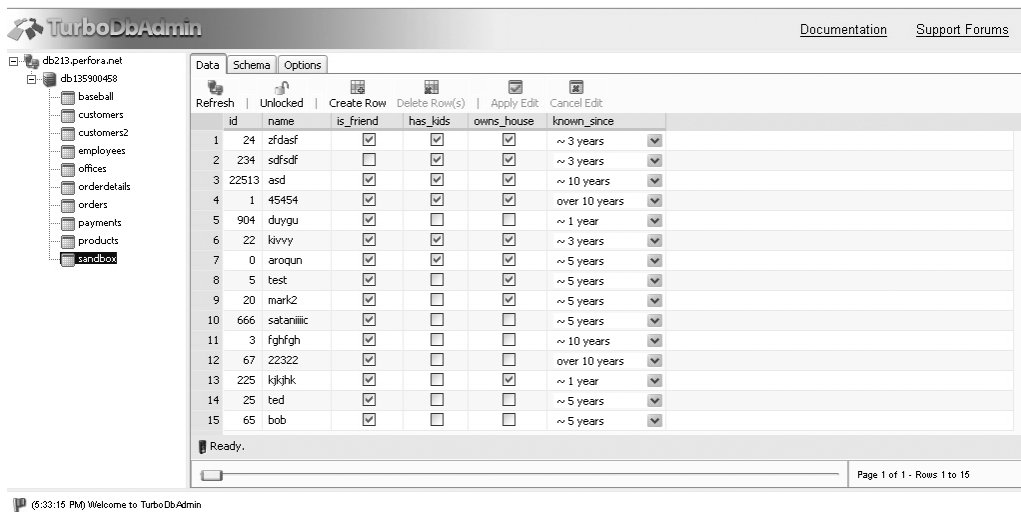 TurboDbAdmin
Documentation Support Forums
db213.perfora.net
db135900458
baseball
customers
customers2
employees
offices
orderdetails
orders
payments
products
sandbox
Data Schema Options
Refresh | Unlocked | Create Row Delete Row(s) | Apply Edit Cancel Edit
id name is_friend has_kids owns_house known_since
1 24 zfdasf ~ 3 years
2 234 sdfsdf ~ 3 years
3 22513 asd ~ 10 years
4 1 45454 over 10 years
5 904 duygu ~ 1 year
6 22 kivvy ~ 3 years
7 0 aroqun ~ 5 years
8 5 test ~ 5 years
9 20 mark2 ~ 5 years
10 666 sataniiiic ~ 5 years
11 3 fghfgh ~ 10 years
12 67 22322 over 10 years
13 225 kjkjhk ~ 1 year
14 25 ted ~ 5 years
15 65 bob ~ 5 years
Ready.
Page 1 of 1 - Rows 1 to 15
(5:33:15 PM) Welcome to TurboDbAdmin